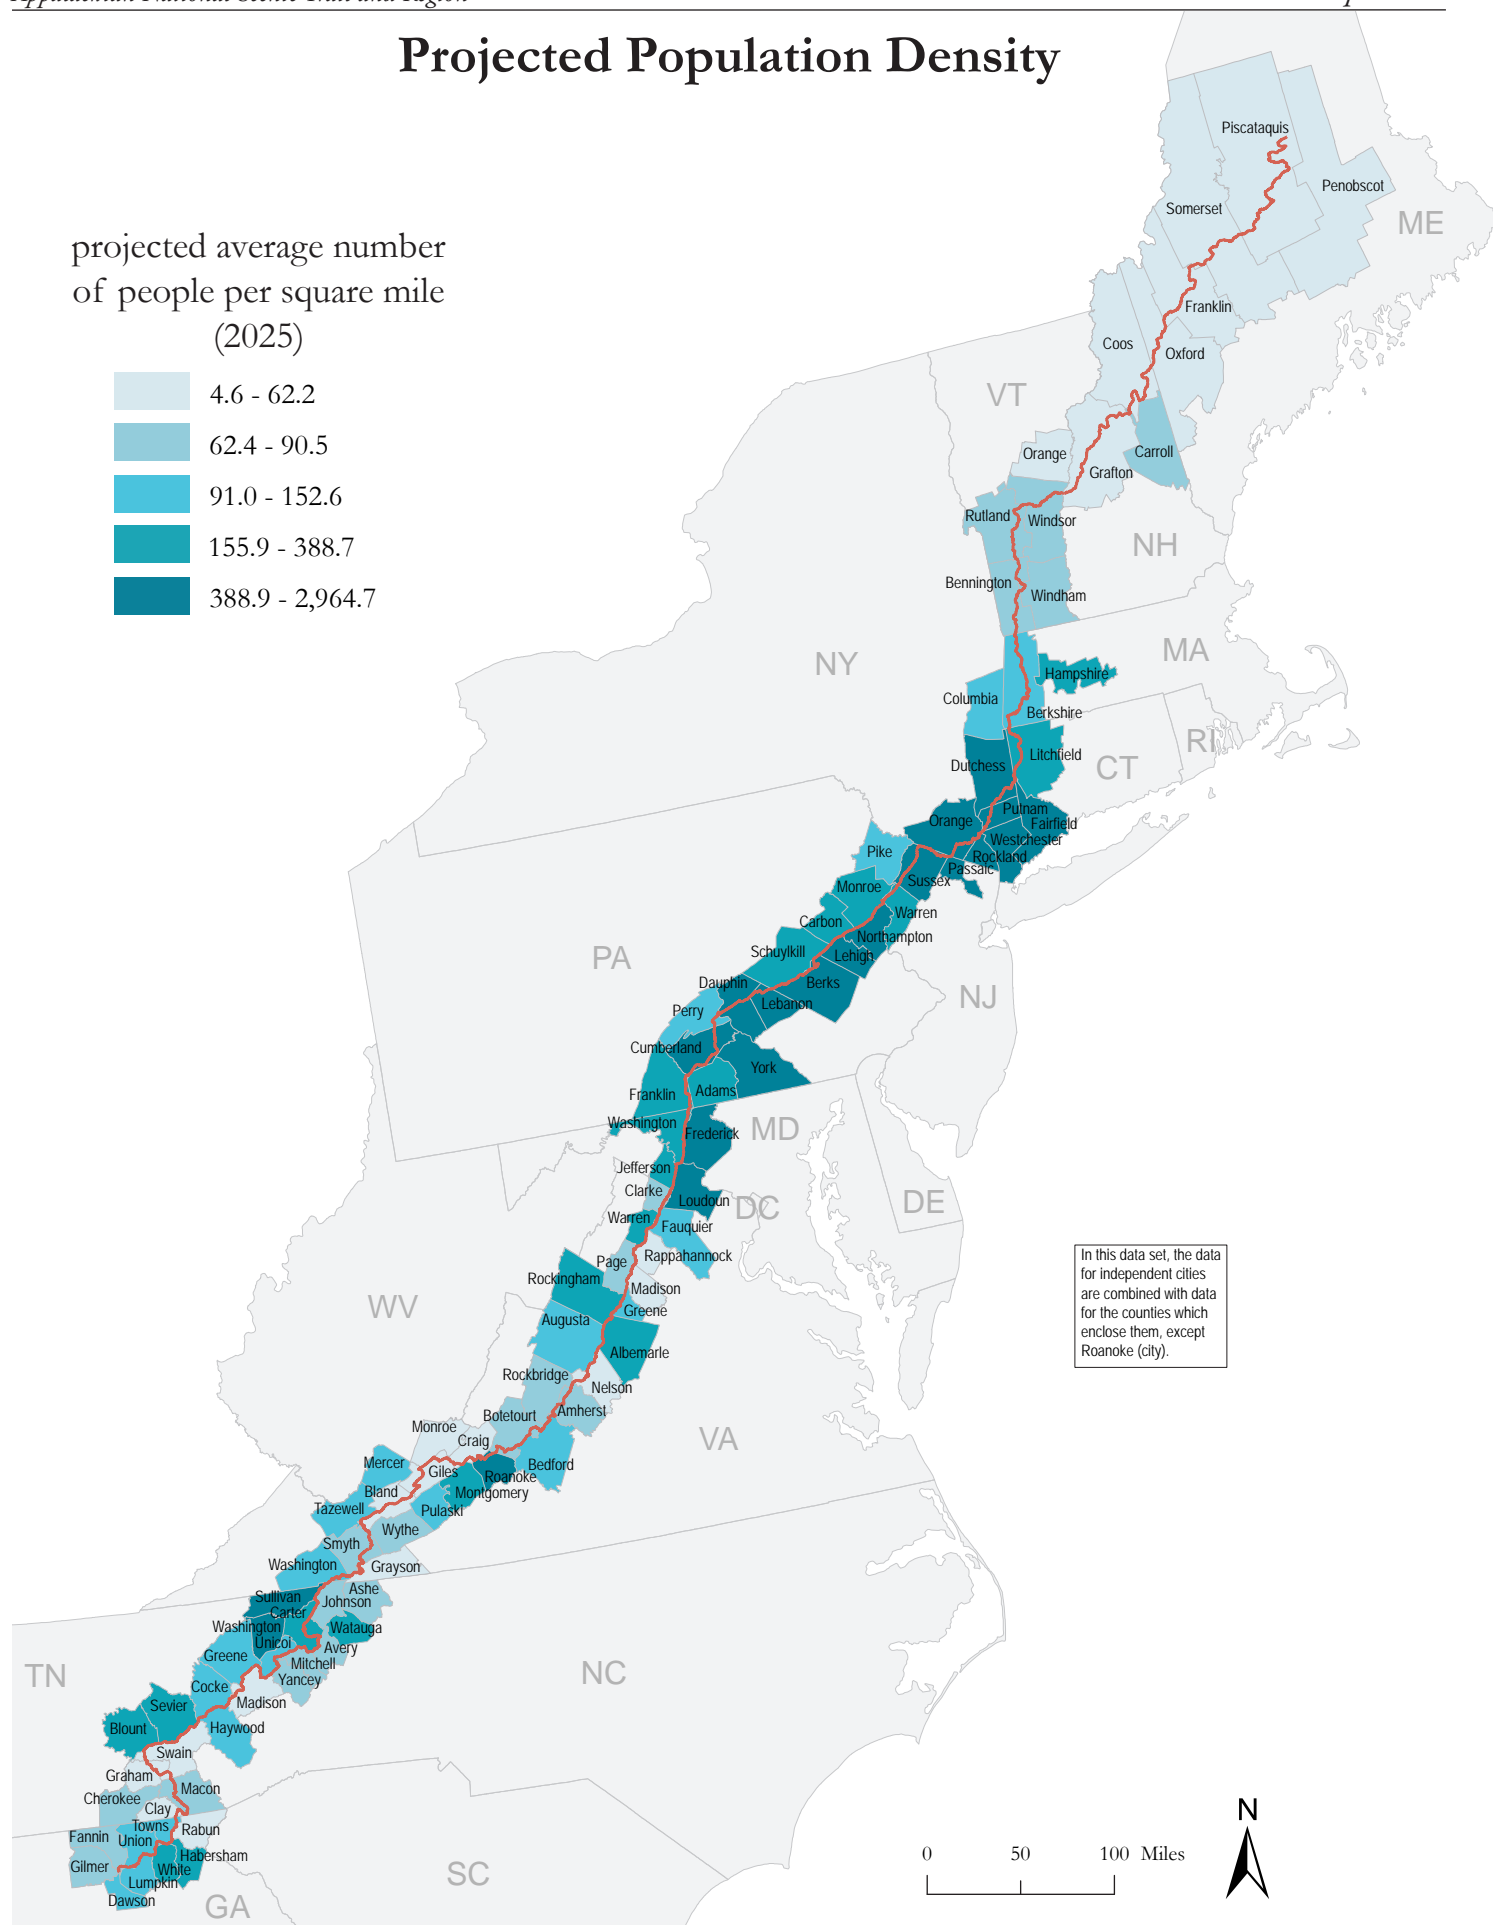 Appalachian National Scenic Trail and Region
Projected Population Density
projected average number
of people per square mile
(2025)
4.6 - 62.2
62.4 - 90.5
91.0 - 152.6
155.9 - 388.7
388.9 - 2,964.7
Piscataquis
Penobscot
Somerset
ME
Franklin
Coos
Oxford
VT
Carroll
Orange
Grafton
Rutland
Windsor
NH
Bennington
Windham
NY
MA
Hampshire
Columbia
Berkshire
RI
Litchfield
Dutchess
CT
Putnam
Orange
Fairfield
Westchester
Pike
Rockland
Passaic
Sussex
Monroe
Warren
Carbon
Northampton
Schuylkill
Lehigh
PA
Dauphin
Berks
NJ
Lebanon
Perry
Cumberland
York
Adams
Franklin
Washington
MD
Frederick
Jefferson
Clarke
Loudoun
DE
DC
Warren
Fauquier
Rappahannock
Page
Rockingham
Madison
WV
Greene
Augusta
Albemarle
Rockbridge
Nelson
Amherst
Botetourt
Monroe
VA
Craig
Mercer
Bedford
Giles
Roanoke
Bland
Montgomery
Tazewell
Pulaski
Wythe
Smyth
Washington
Grayson
Ashe
Sullivan
Johnson
Carter
Washington
Watauga
Unicoi
Avery
Greene
Mitchell
NC
TN
Yancey
Cocke
Madison
Sevier
Haywood
Blount
Swain
Graham
Macon
Cherokee
Clay
Towns
Rabun
Fannin
Union
Habersham
Gilmer
White
SC
Lumpkin
Dawson
GA
In this data set, the data
for independent cities
are combined with data
for the counties which
enclose them, except
Roanoke (city).
N
0 50 100 Miles